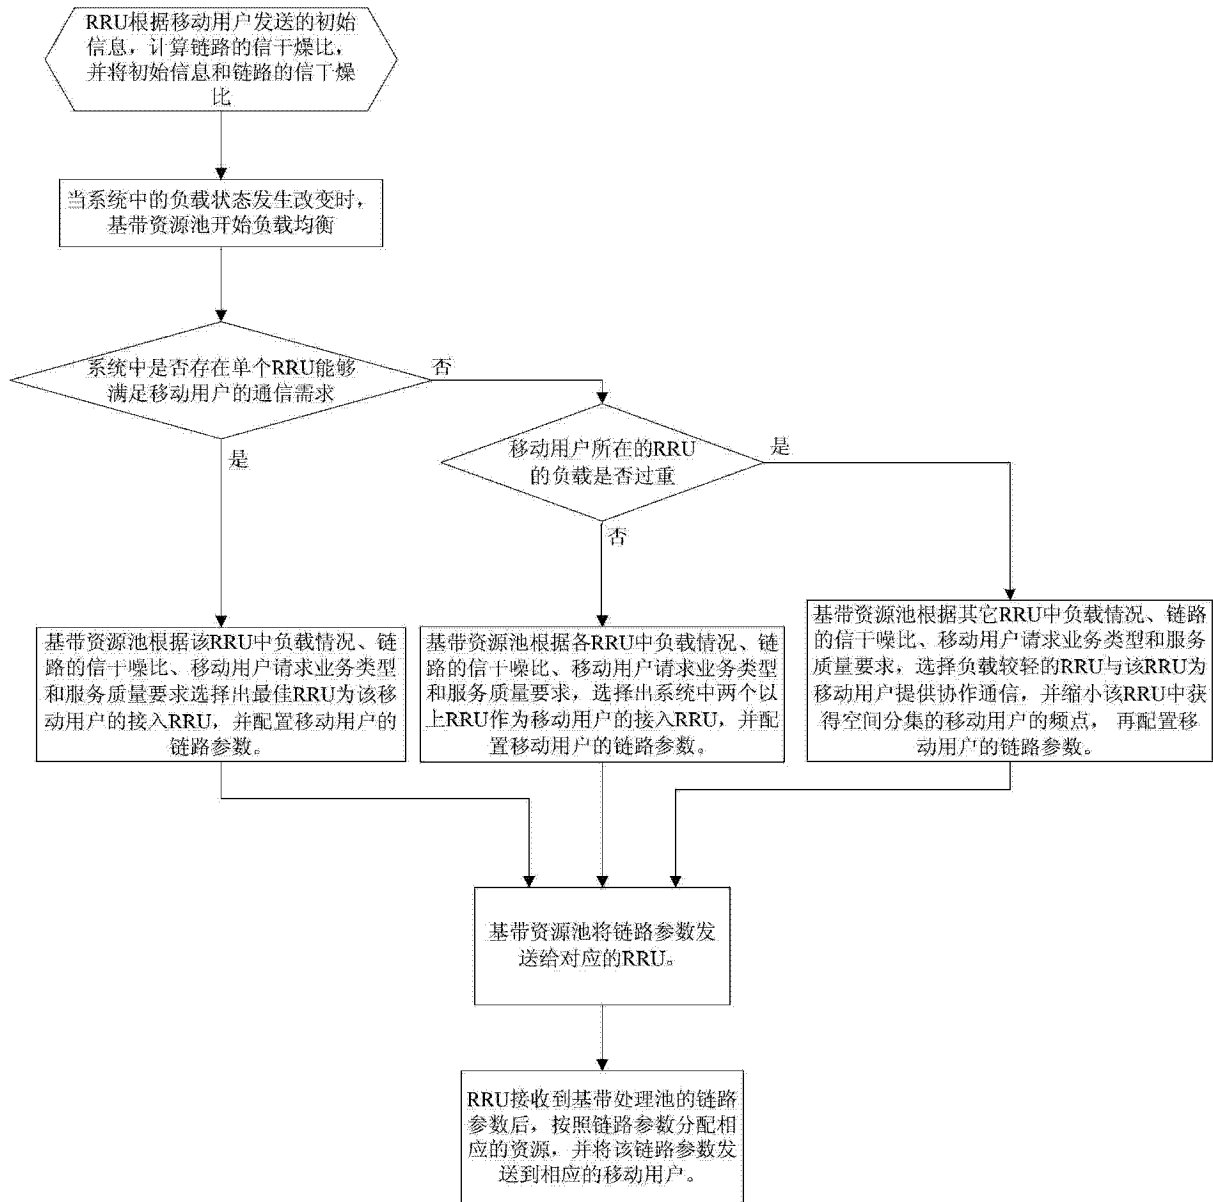 RRU根据移动用户发送的初始
信息，计算链路的信干燥比，
并将初始信息和链路的信干燥
比
当系统中的负载状态发生改变时，
基带资源池开始负载均衡
系统中是否存在单个RRU能够
满足移动用户的通信需求
否
是
移动用户所在的RRU
的负载是否过重
是
否
基带资源池根据该RRU中负载情况、链
路的信干噪比、移动用户请求业务类型
和服务质量要求选择出最佳RRU为该移
动用户的接入RRU，并配置移动用户的
链路参数。
基带资源池根据各RRU中负载情况、链
路的信干噪比、移动用户请求业务类型
和服务质量要求，选择出系统中两个以
上RRU作为移动用户的接入RRU，并配
置移动用户的链路参数。
基带资源池根据其它RRU中负载情况、链路
的信干噪比、移动用户请求业务类型和服务
质量要求，选择负载较轻的RRU与该RRU为
移动用户提供协作通信，并缩小该RRU中获
得空间分集的移动用户的频点， 再配置移
动用户的链路参数。
基带资源池将链路参数发
送给对应的RRU。
RRU接收到基带处理池的链路
参数后，按照链路参数分配相
应的资源，并将该链路参数发
送到相应的移动用户。